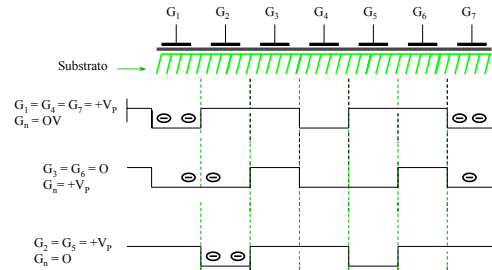 G₁ G₂ G₃ G₄ G₅ G₆ G₇
Substrato
G₁ = G₄ = G₇ = +Vₚ
Gₙ = OV
G₃ = G₆ = O
Gₙ= +Vₚ
G₂ = G₅ = +Vₚ
Gₙ = O